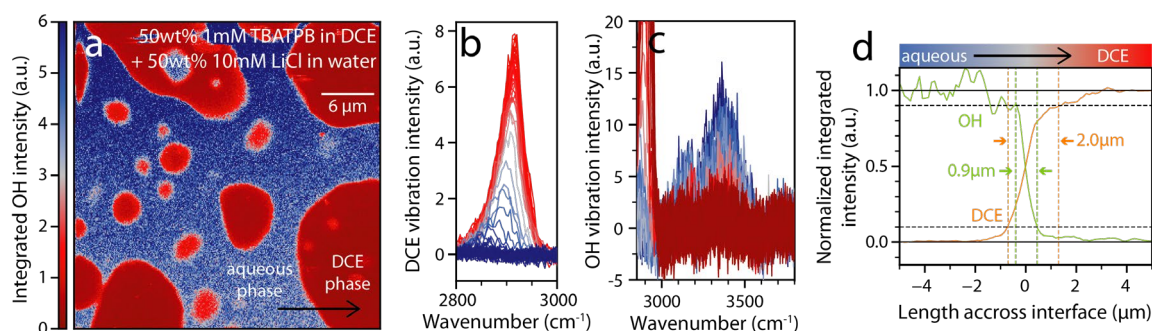 a
50wt% 1mM TBATPB in DCE
+ 50wt% 10mM LiCl in water
6 µm
aqueous
phase
DCE
phase
Integrated OH intensity (a.u.)
6
5
4
3
2
1
0
b
DCE vibration intensity (a.u.)
8
6
4
2
0
2800
3000
Wavenumber (cm⁻¹)
c
OH vibration intensity (a.u.)
20
15
10
5
0
-5
3000
3500
Wavenumber (cm⁻¹)
d
aqueous
DCE
Normalized integrated
intensity (a.u.)
1.0
0.5
0.0
OH
2.0µm
0.9µm
DCE
−4
−2
0
2
4
Length accross interface (µm)